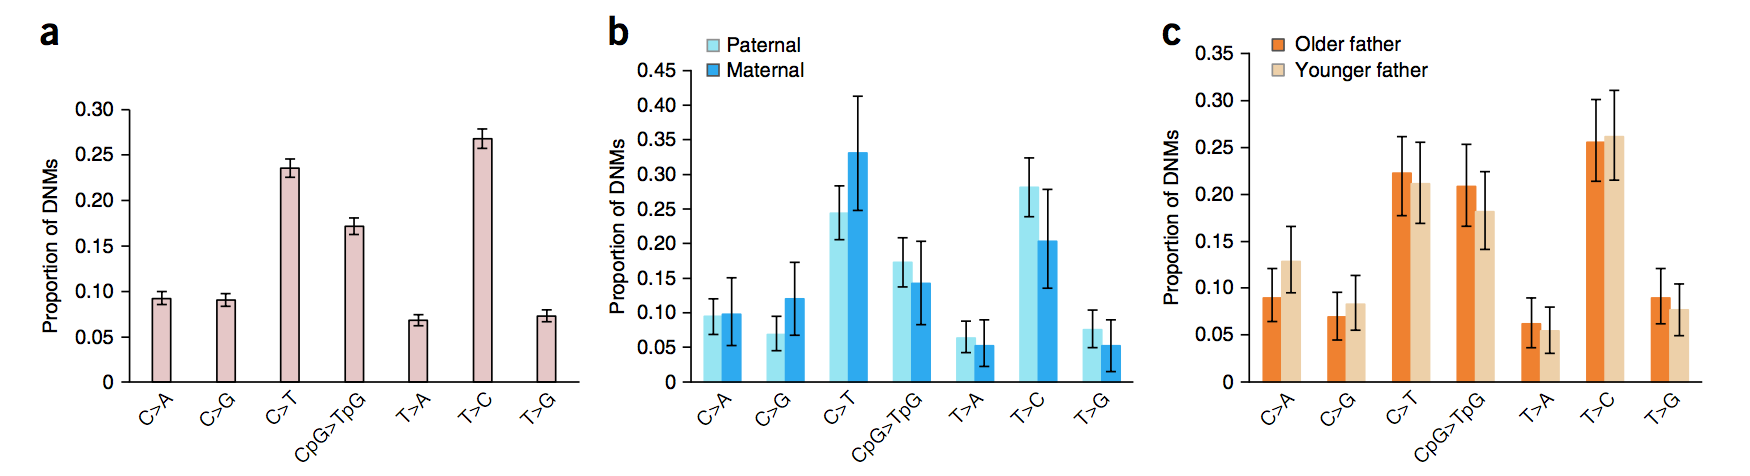 a
Proportion of DNMs
0.30
0.25
0.20
0.15
0.10
0.05
0
C>A
C>G
C>T
CpG>TpG
T>A
T>C
T>G
b
Paternal
Maternal
Proportion of DNMs
0.45
0.40
0.35
0.30
0.25
0.20
0.15
0.10
0.05
0
C>A
C>G
C>T
CpG>TpG
T>A
T>C
T>G
c
Older father
Younger father
Proportion of DNMs
0.35
0.30
0.25
0.20
0.15
0.10
0.05
0
C>A
C>G
C>T
CpG>TpG
T>A
T>C
T>G